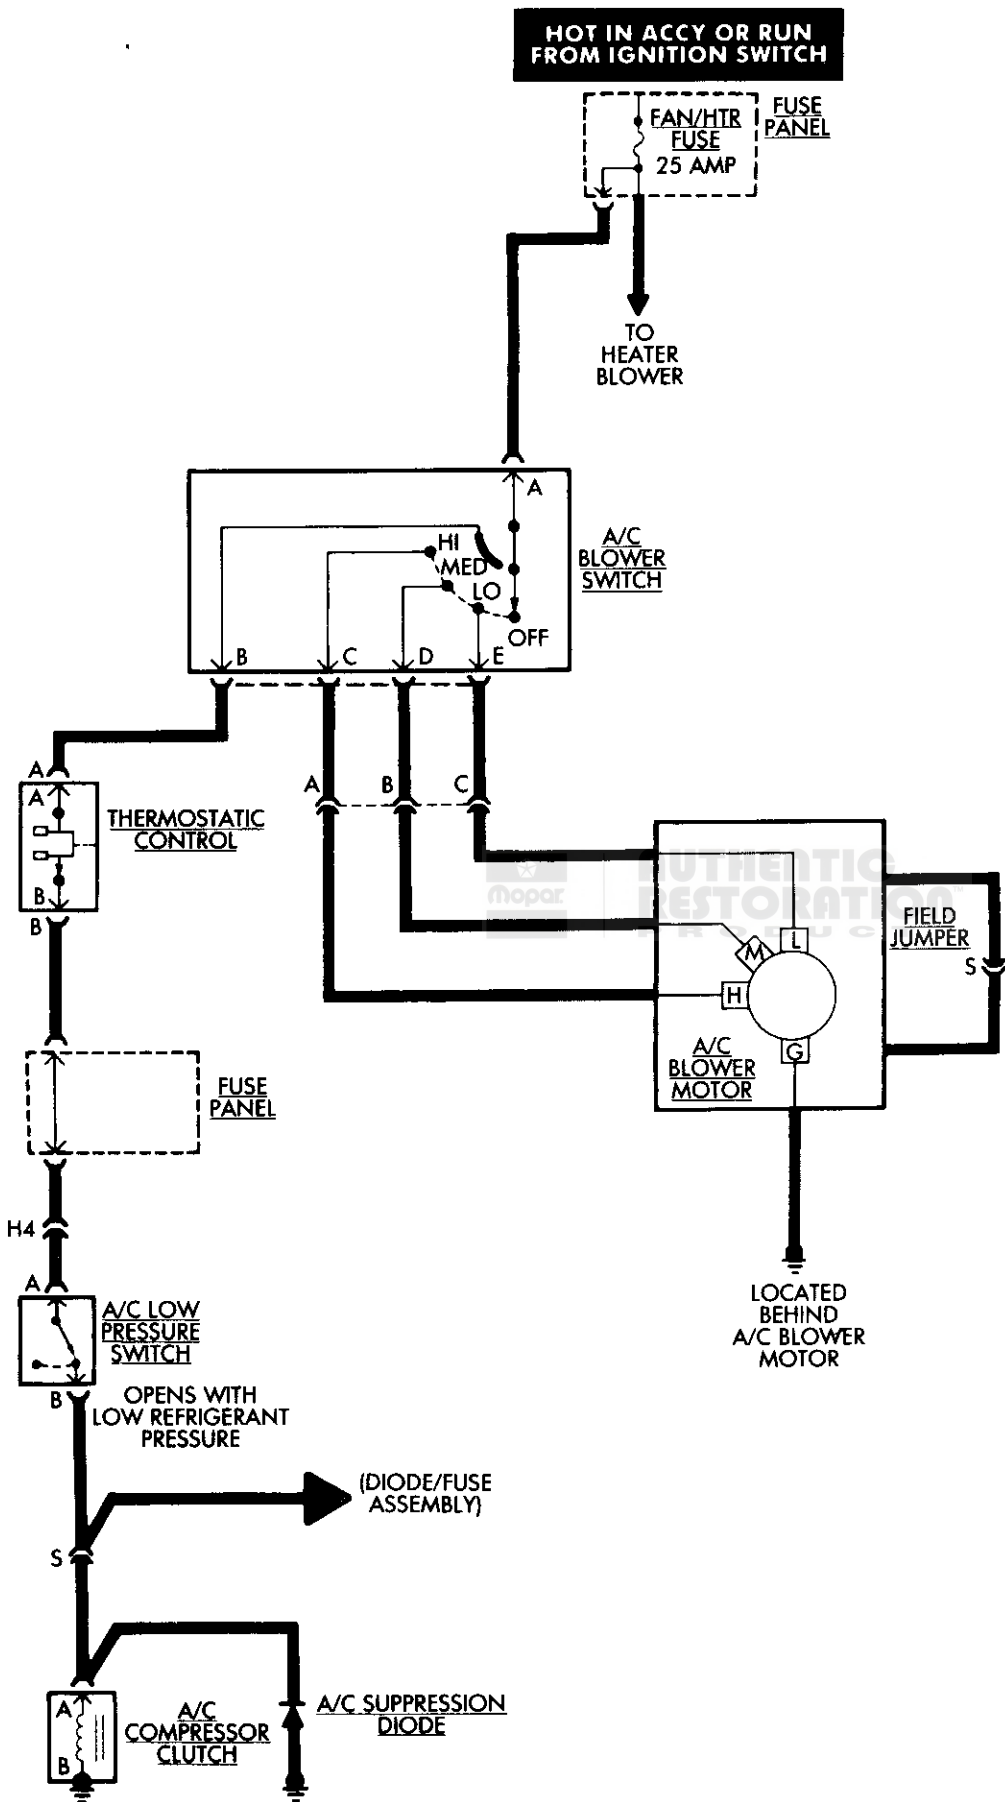 HOT IN ACCY OR RUN
FROM IGNITION SWITCH
FAN/HTR
FUSE
25 AMP
FUSE
PANEL
TO
HEATER
BLOWER
A
HI
MED
LO
OFF
B
C
D
E
A/C
BLOWER
SWITCH
A
A
B
B
THERMOSTATIC
CONTROL
A
B
C
Mopar
AUTHENTIC
RESTORATION
PRODUCT
L
M
H
G
A/C
BLOWER
MOTOR
FIELD
JUMPER
S
FUSE
PANEL
H4
LOCATED
BEHIND
A/C BLOWER
MOTOR
A
A/C LOW
PRESSURE
SWITCH
B
OPENS WITH
LOW REFRIGERANT
PRESSURE
(DIODE/FUSE
ASSEMBLY)
S
A
B
A/C
COMPRESSOR
CLUTCH
A/C SUPPRESSION
DIODE